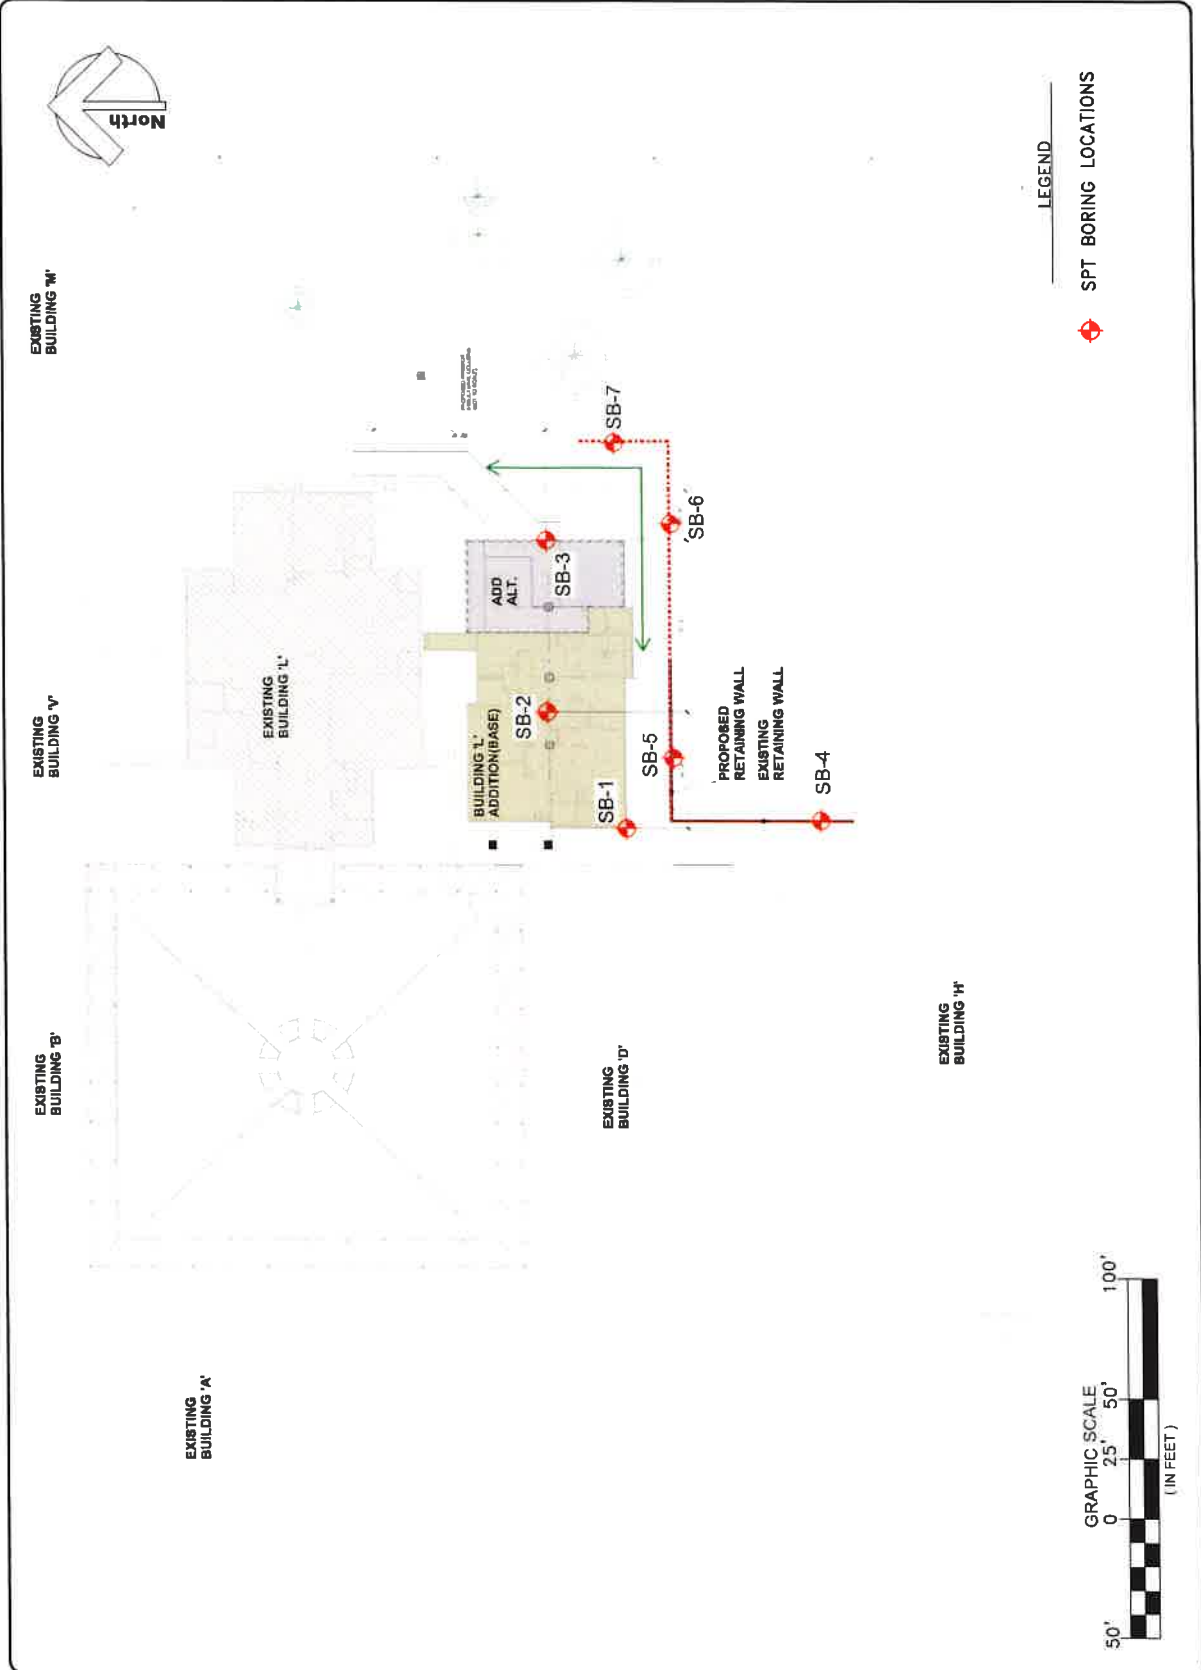 North
EXISTING
BUILDING 'M'
EXISTING
BUILDING 'V'
EXISTING
BUILDING 'B'
EXISTING
BUILDING 'A'
EXISTING
BUILDING 'L'
BUILDING 'L'
ADDITION(BASE)
ADD
ALT.
SB-1
SB-2
SB-3
SB-4
SB-5
SB-6
SB-7
PROPOSED
RETAINING WALL
EXISTING
RETAINING WALL
EXISTING
BUILDING 'D'
EXISTING
BUILDING 'H'
LEGEND
SPT BORING LOCATIONS
GRAPHIC SCALE
50' 0 25' 50' 100'
( IN FEET )